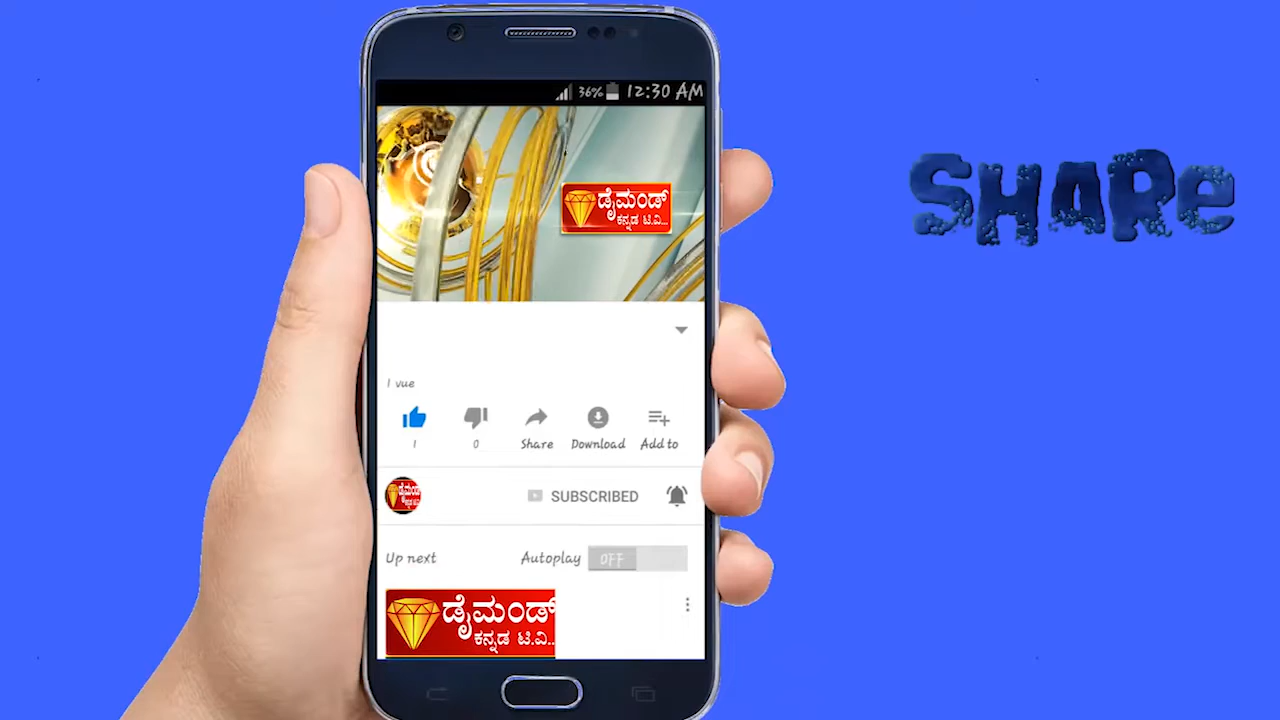 36% 12:30 AM
ಡೈಮಂಡ್
ಕನ್ನಡ ಟಿ.ವಿ...
SHARe
1 vue
1
0
Share
Download
Add to
SUBSCRIBED
Up next
Autoplay
OFF
ಡೈಮಂಡ್
ಕನ್ನಡ ಟಿ.ವಿ..